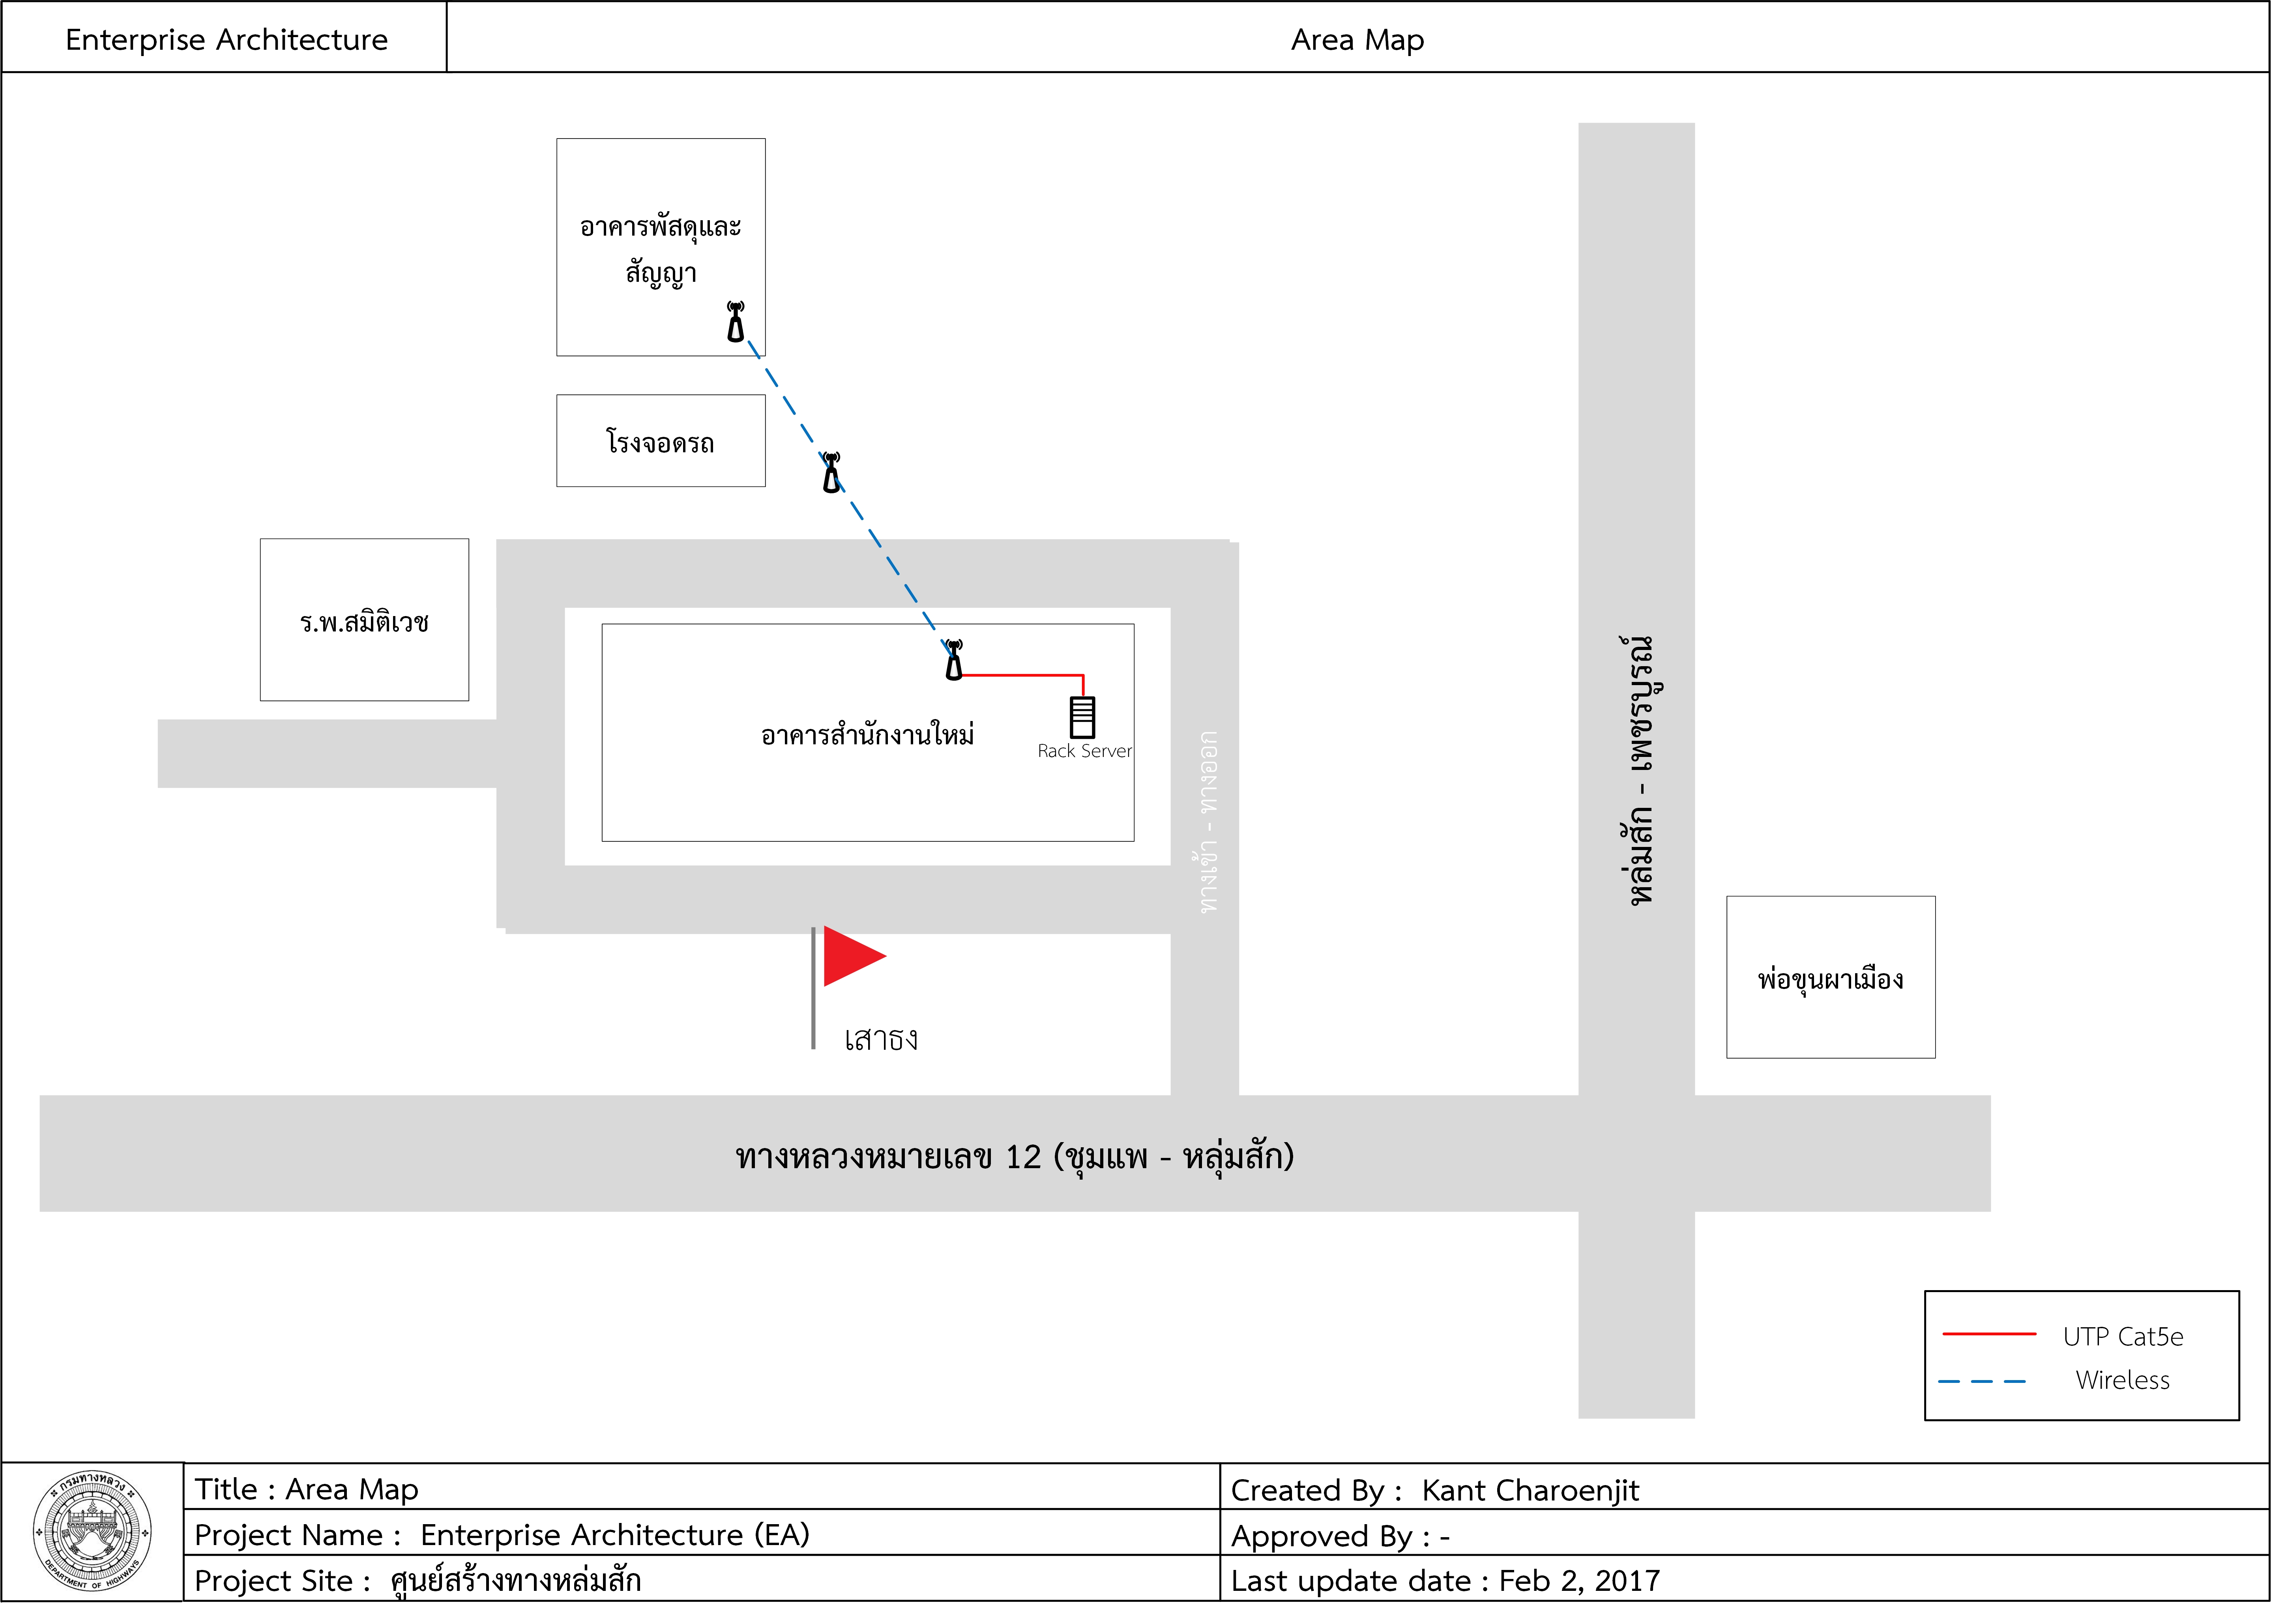 Enterprise Architecture
Area Map
อาคารพัสดุและ
สัญญา
โรงจอดรถ
ร.พ.สมิติเวช
อาคารสำนักงานใหม่
Rack Server
ทางเข้า - ทางออก
หล่มสัก - เพชรบูรณ์
พ่อขุนผาเมือง
เสาธง
ทางหลวงหมายเลข 12 (ชุมแพ - หลุ่มสัก)
UTP Cat5e
Wireless
กรมทางหลวง
DEPARTMENT OF HIGHWAYS
Title : Area Map
Created By : Kant Charoenjit
Project Name : Enterprise Architecture (EA)
Approved By : -
Project Site : ศูนย์สร้างทางหล่มสัก
Last update date : Feb 2, 2017